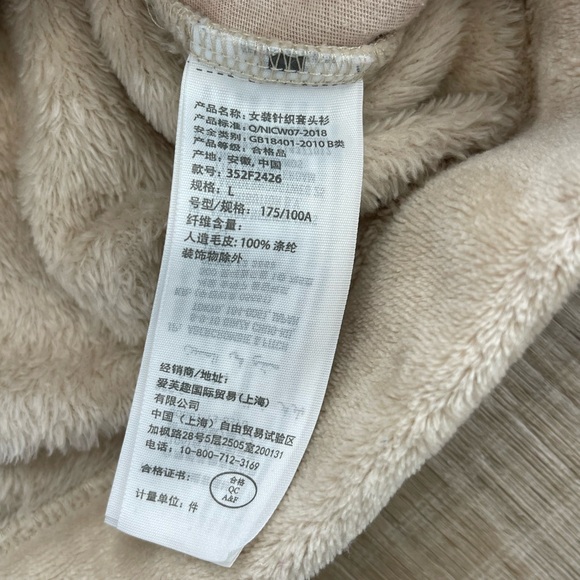 产品名称: 女装针织套头衫
产品标准: Q/NICW07-2018
安全类别: GB18401-2010 B类
产品等级: 合格品
产地: 安徽, 中国
款号: 352F2426
规格: L
号型/规格: 175/100A
纤维含量:
人造毛皮: 100% 涤纶
装饰物除外
经销商/地址:
爱芙趣国际贸易(上海)
有限公司
中国（上海）自由贸易试验区
加枫路28号5层2505室200131
电话: 10-800-712-3169
合格证书:
合格
QC
A&F
计量单位: 件